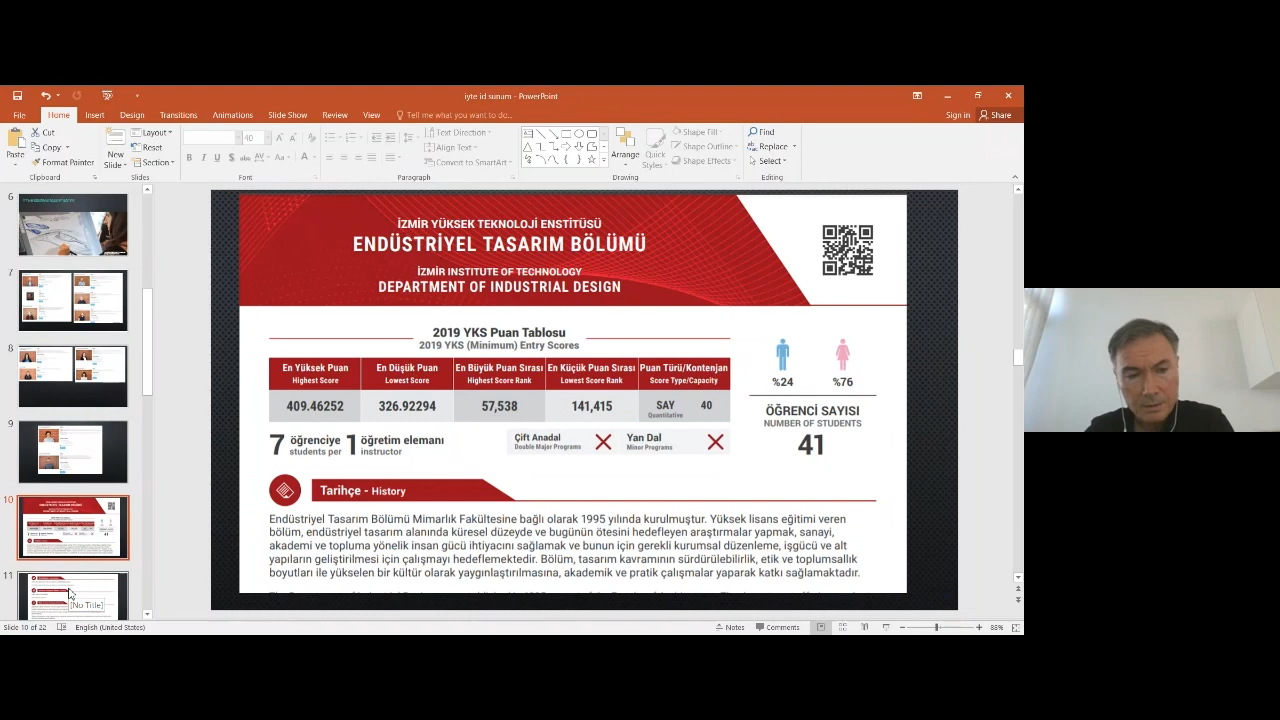 iyte id sunum - PowerPoint
File Home Insert Design Transitions Animations Slide Show Review View Tell me what you want to do... Sign in Share
Paste
Cut
Copy
Format Painter
Clipboard
New Slide
Layout
Reset
Section
Slides
40
Font
Text Direction
Align Text
Convert to SmartArt
Paragraph
Arrange
Quick Styles
Shape Fill
Shape Outline
Shape Effects
Drawing
Find
Replace
Select
Editing
6
7
8
9
10
11
[No Title]
İZMİR YÜKSEK TEKNOLOJİ ENSTİTÜSÜ
ENDÜSTRİYEL TASARIM BÖLÜMÜ
İZMİR INSTITUTE OF TECHNOLOGY
DEPARTMENT OF INDUSTRIAL DESIGN
2019 YKS Puan Tablosu
2019 YKS (Minimum) Entry Scores
En Yüksek Puan En Düşük Puan En Büyük Puan Sırası En Küçük Puan Sırası Puan Türü/Kontenjan
Highest Score Lowest Score Highest Score Rank Lowest Score Rank Score Type/Capacity
409.46252 326.92294 57,538 141,415 SAY 40
Quantitative
7 öğrenciye 1 öğretim elemanı
students per instructor
Çift Anadal Yan Dal
Double Major Programs Minor Programs
%24 %76
ÖĞRENCİ SAYISI
NUMBER OF STUDENTS
41
Tarihçe - History
Endüstriyel Tasarım Bölümü Mimarlık Fakültesine bağlı olarak 1995 yılında kurulmuştur. Yüksek lisans eğitimi veren
bölüm, endüstriyel tasarım alanında küresel düzeyde ve bugünün ötesini hedefleyen araştırmalar yapmak, sanayi,
akademi ve topluma yönelik insan gücü ihtiyacını sağlamak ve bunun için gerekli kurumsal düzenleme, işgücü ve alt
yapıların geliştirilmesi için çalışmayı hedeflemektedir. Bölüm, tasarım kavramının sürdürülebilirlik, etik ve toplumsallık
boyutları ile yükselen bir kültür olarak yaygınlaştırılmasına, akademik ve pratik çalışmalar yaparak katkı sağlamaktadır.
Slide 10 of 22 English (United States) Notes Comments 88%